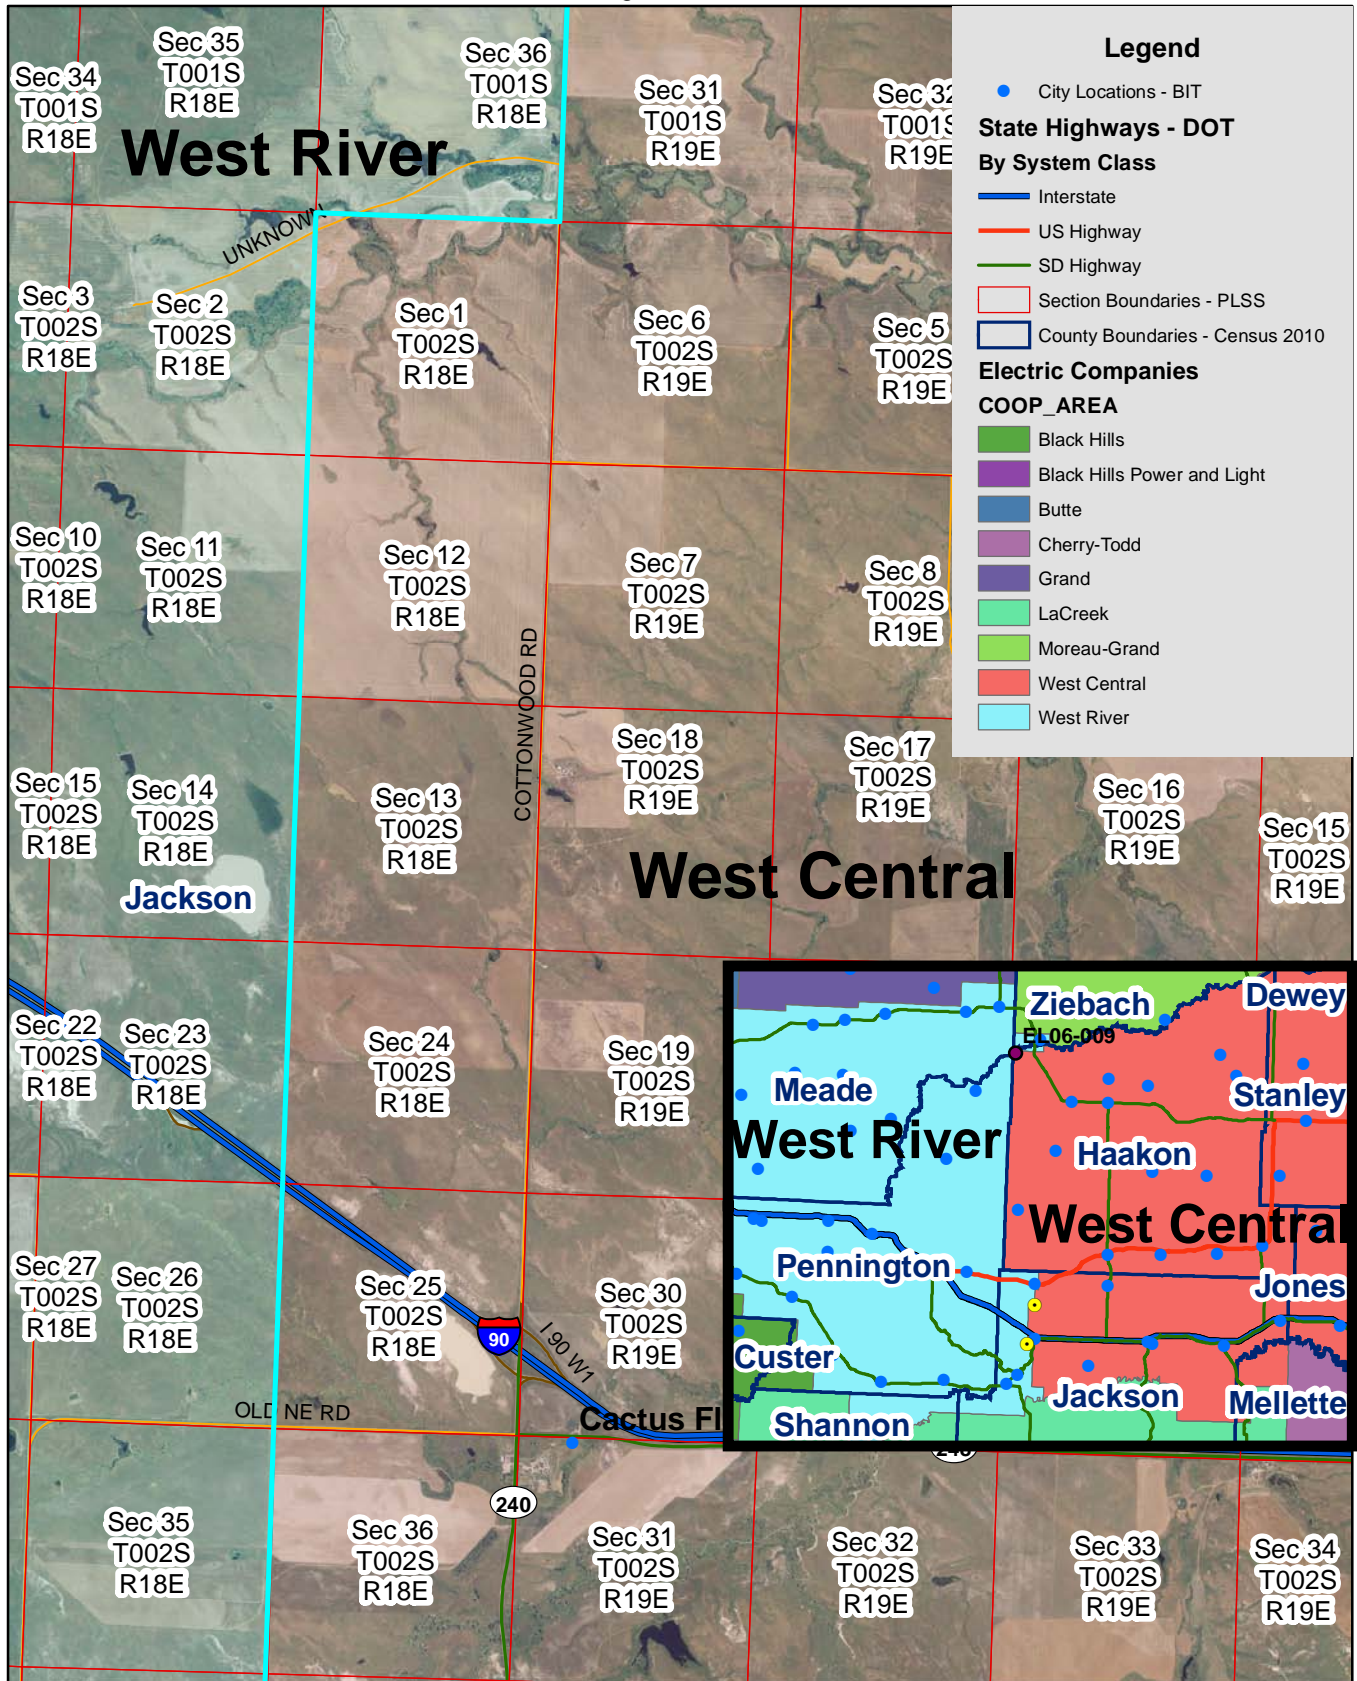 Legend
City Locations - BIT
State Highways - DOT
By System Class
Interstate
US Highway
SD Highway
Section Boundaries - PLSS
County Boundaries - Census 2010
Electric Companies
COOP_AREA
Black Hills
Black Hills Power and Light
Butte
Cherry-Todd
Grand
LaCreek
Moreau-Grand
West Central
West River
Sec 34
T001S
R18E
Sec 35
T001S
R18E
Sec 36
T001S
R18E
Sec 31
T001S
R19E
Sec 32
T001S
R19E
West River
UNKNOWN
Sec 3
T002S
R18E
Sec 2
T002S
R18E
Sec 1
T002S
R18E
Sec 6
T002S
R19E
Sec 5
T002S
R19E
Sec 10
T002S
R18E
Sec 11
T002S
R18E
Sec 12
T002S
R18E
Sec 7
T002S
R19E
Sec 8
T002S
R19E
COTTONWOOD RD
Sec 15
T002S
R18E
Sec 14
T002S
R18E
Sec 13
T002S
R18E
Sec 18
T002S
R19E
Sec 17
T002S
R19E
Sec 16
T002S
R19E
Sec 15
T002S
R19E
West Central
Jackson
Sec 22
T002S
R18E
Sec 23
T002S
R18E
Sec 24
T002S
R18E
Sec 19
T002S
R19E
Sec 27
T002S
R18E
Sec 26
T002S
R18E
Sec 25
T002S
R18E
Sec 30
T002S
R19E
90
I 90 W1
OLD NE RD
Cactus Fl
240
240
Sec 35
T002S
R18E
Sec 36
T002S
R18E
Sec 31
T002S
R19E
Sec 32
T002S
R19E
Sec 33
T002S
R19E
Sec 34
T002S
R19E
Ziebach
Dewey
EL06-009
Meade
Stanley
West River
Haakon
West Central
Pennington
Jones
Custer
Jackson
Mellette
Shannon